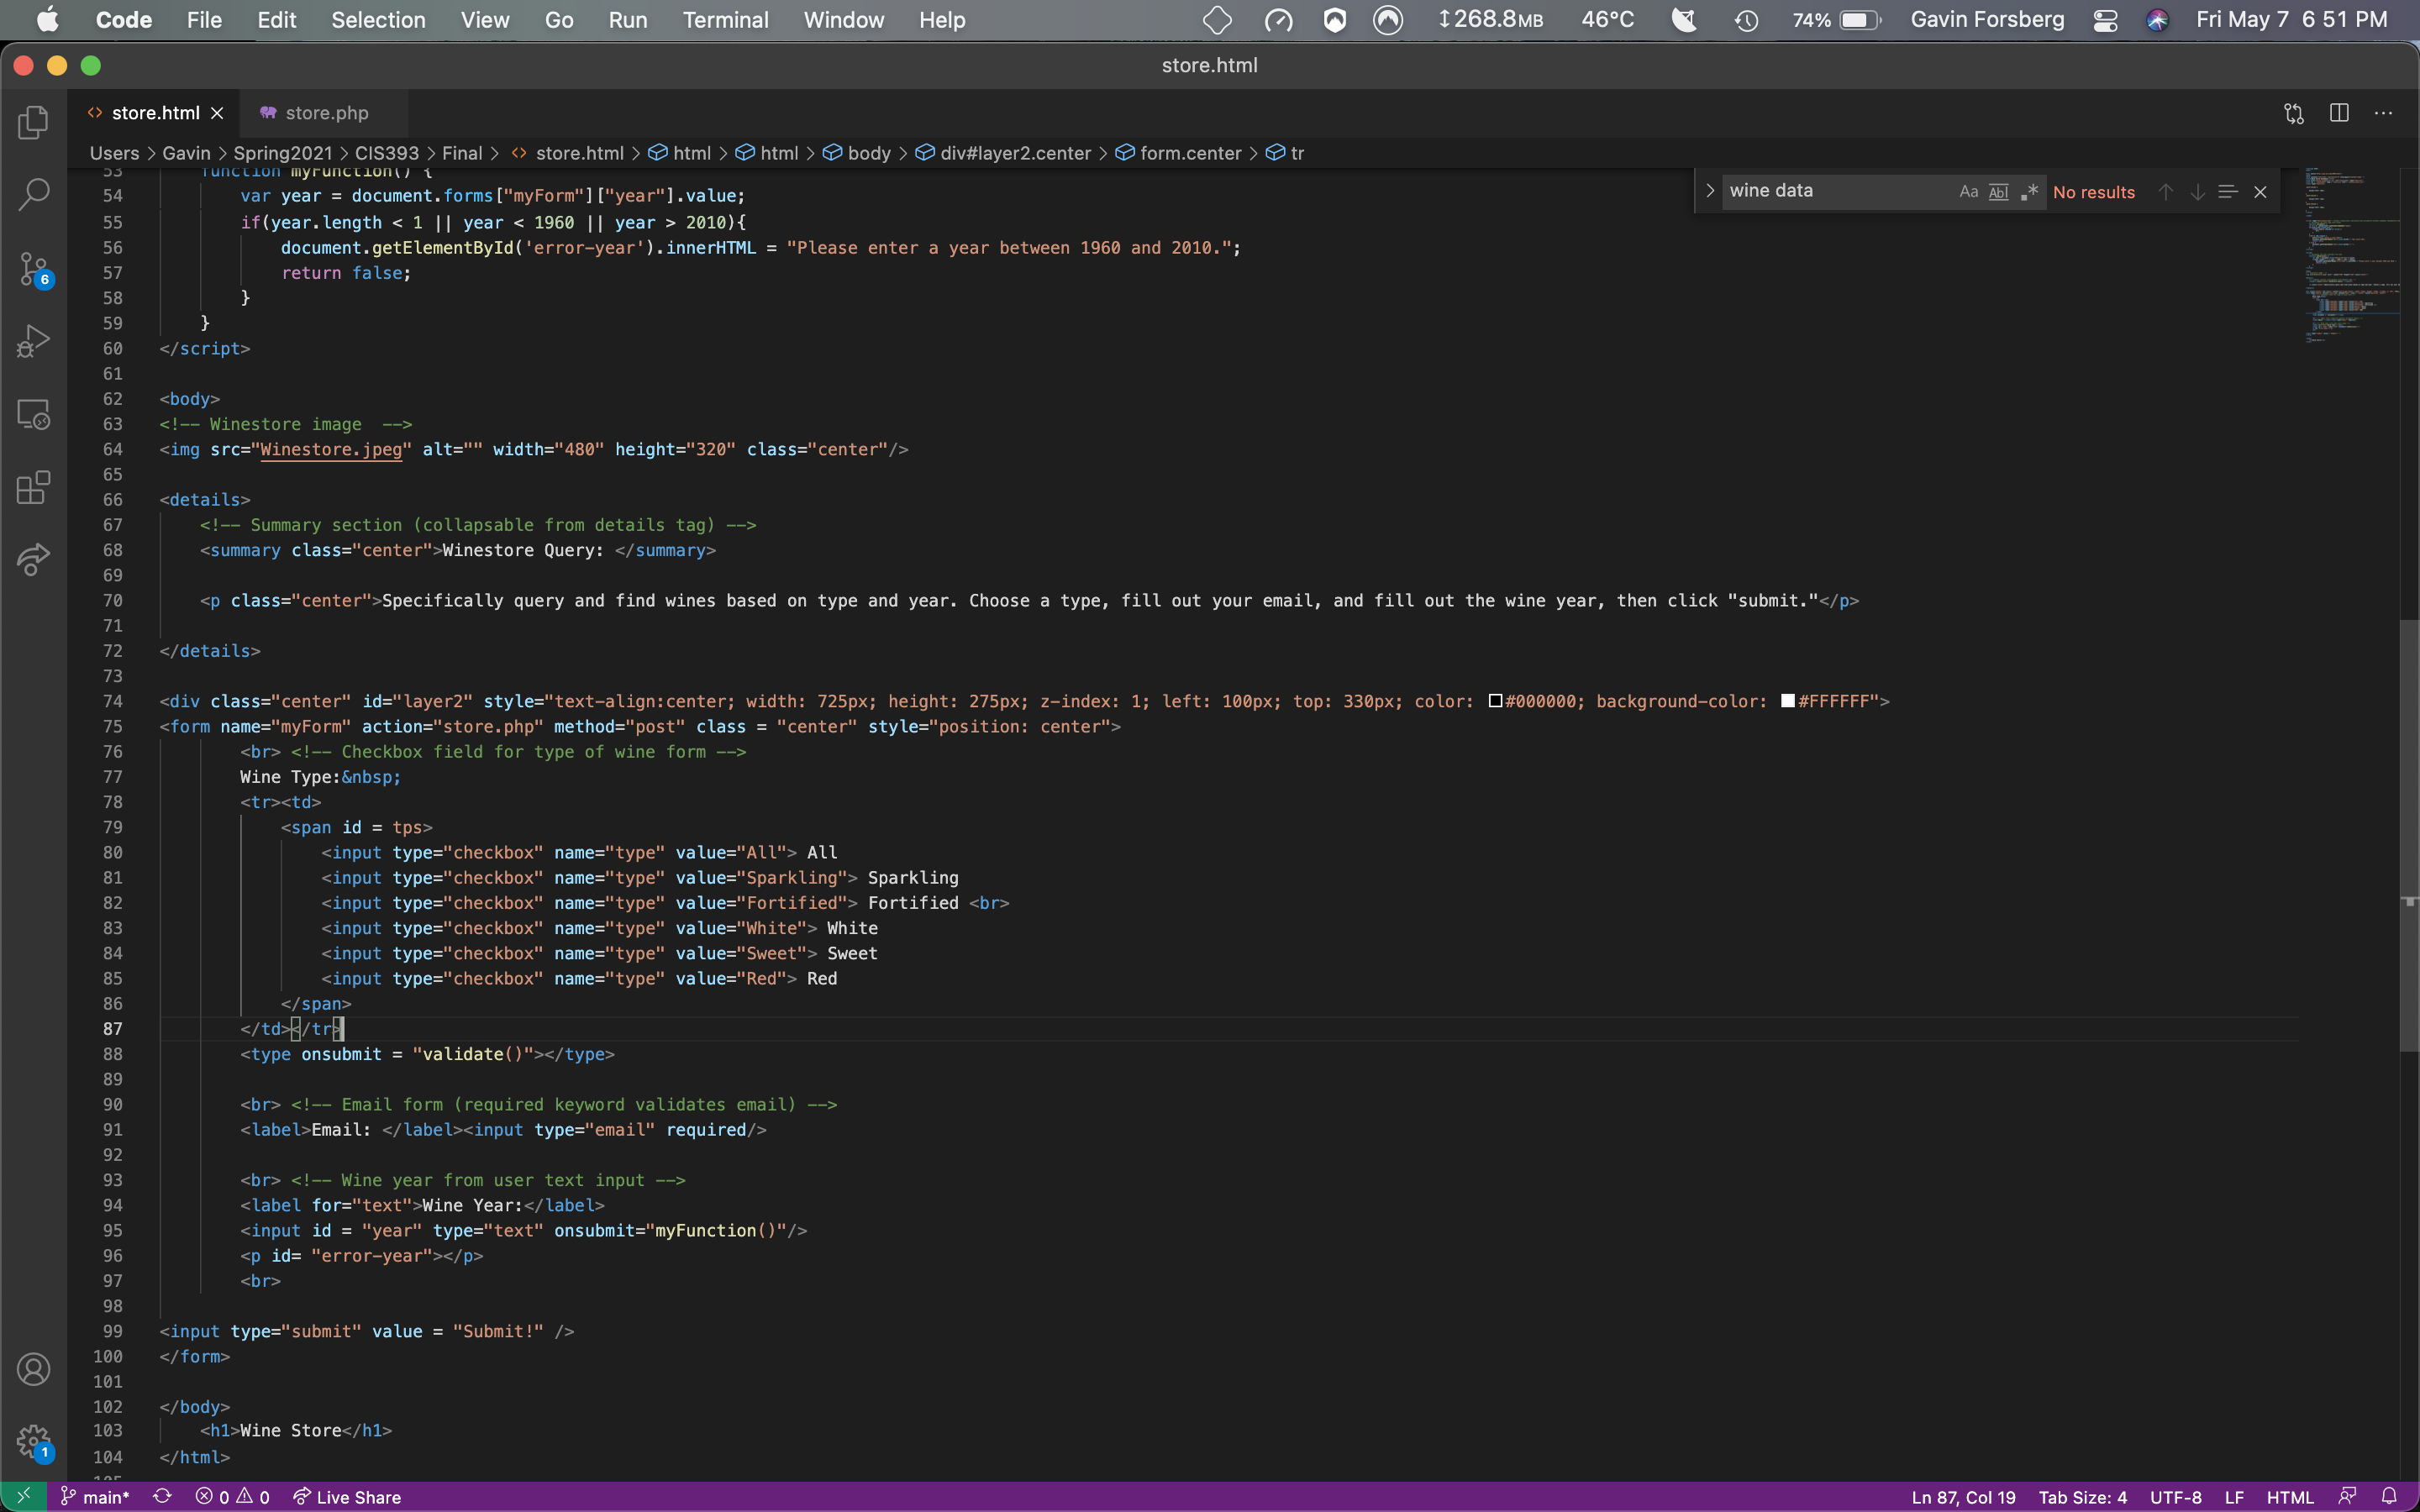 Code File Edit Selection View Go Run Terminal Window Help ↕268.8MB 46°C 74% Gavin Forsberg Fri May 7 6 51 PM
store.html
<> store.html × store.php
Users > Gavin > Spring2021 > CIS393 > Final > <> store.html > html > html > body > div#layer2.center > form.center > tr
wine data Aa Abl .* No results
53 function myFunction() {
54 var year = document.forms["myForm"]["year"].value;
55 if(year.length < 1 || year < 1960 || year > 2010){
56 document.getElementById('error-year').innerHTML = "Please enter a year between 1960 and 2010.";
57 return false;
58 }
59 }
60 </script>
61
62 <body>
63 <!-- Winestore image  -->
64 <img src="Winestore.jpeg" alt="" width="480" height="320" class="center"/>
65
66 <details>
67 <!-- Summary section (collapsable from details tag) -->
68 <summary class="center">Winestore Query: </summary>
69
70 <p class="center">Specifically query and find wines based on type and year. Choose a type, fill out your email, and fill out the wine year, then click "submit."</p>
71
72 </details>
73
74 <div class="center" id="layer2" style="text-align:center; width: 725px; height: 275px; z-index: 1; left: 100px; top: 330px; color: #000000; background-color: #FFFFFF">
75 <form name="myForm" action="store.php" method="post" class = "center" style="position: center">
76 <br> <!-- Checkbox field for type of wine form -->
77 Wine Type:&nbsp;
78 <tr><td>
79 <span id = tps>
80 <input type="checkbox" name="type" value="All"> All
81 <input type="checkbox" name="type" value="Sparkling"> Sparkling
82 <input type="checkbox" name="type" value="Fortified"> Fortified <br>
83 <input type="checkbox" name="type" value="White"> White
84 <input type="checkbox" name="type" value="Sweet"> Sweet
85 <input type="checkbox" name="type" value="Red"> Red
86 </span>
87 </td></tr>
88 <type onsubmit = "validate()"></type>
89
90 <br> <!-- Email form (required keyword validates email) -->
91 <label>Email: </label><input type="email" required/>
92
93 <br> <!-- Wine year from user text input -->
94 <label for="text">Wine Year:</label>
95 <input id = "year" type="text" onsubmit="myFunction()"/>
96 <p id= "error-year"></p>
97 <br>
98
99 <input type="submit" value = "Submit!" />
100 </form>
101
102 </body>
103 <h1>Wine Store</h1>
104 </html>
105
6
1
main* 0 0 Live Share Ln 87, Col 19 Tab Size: 4 UTF-8 LF HTML